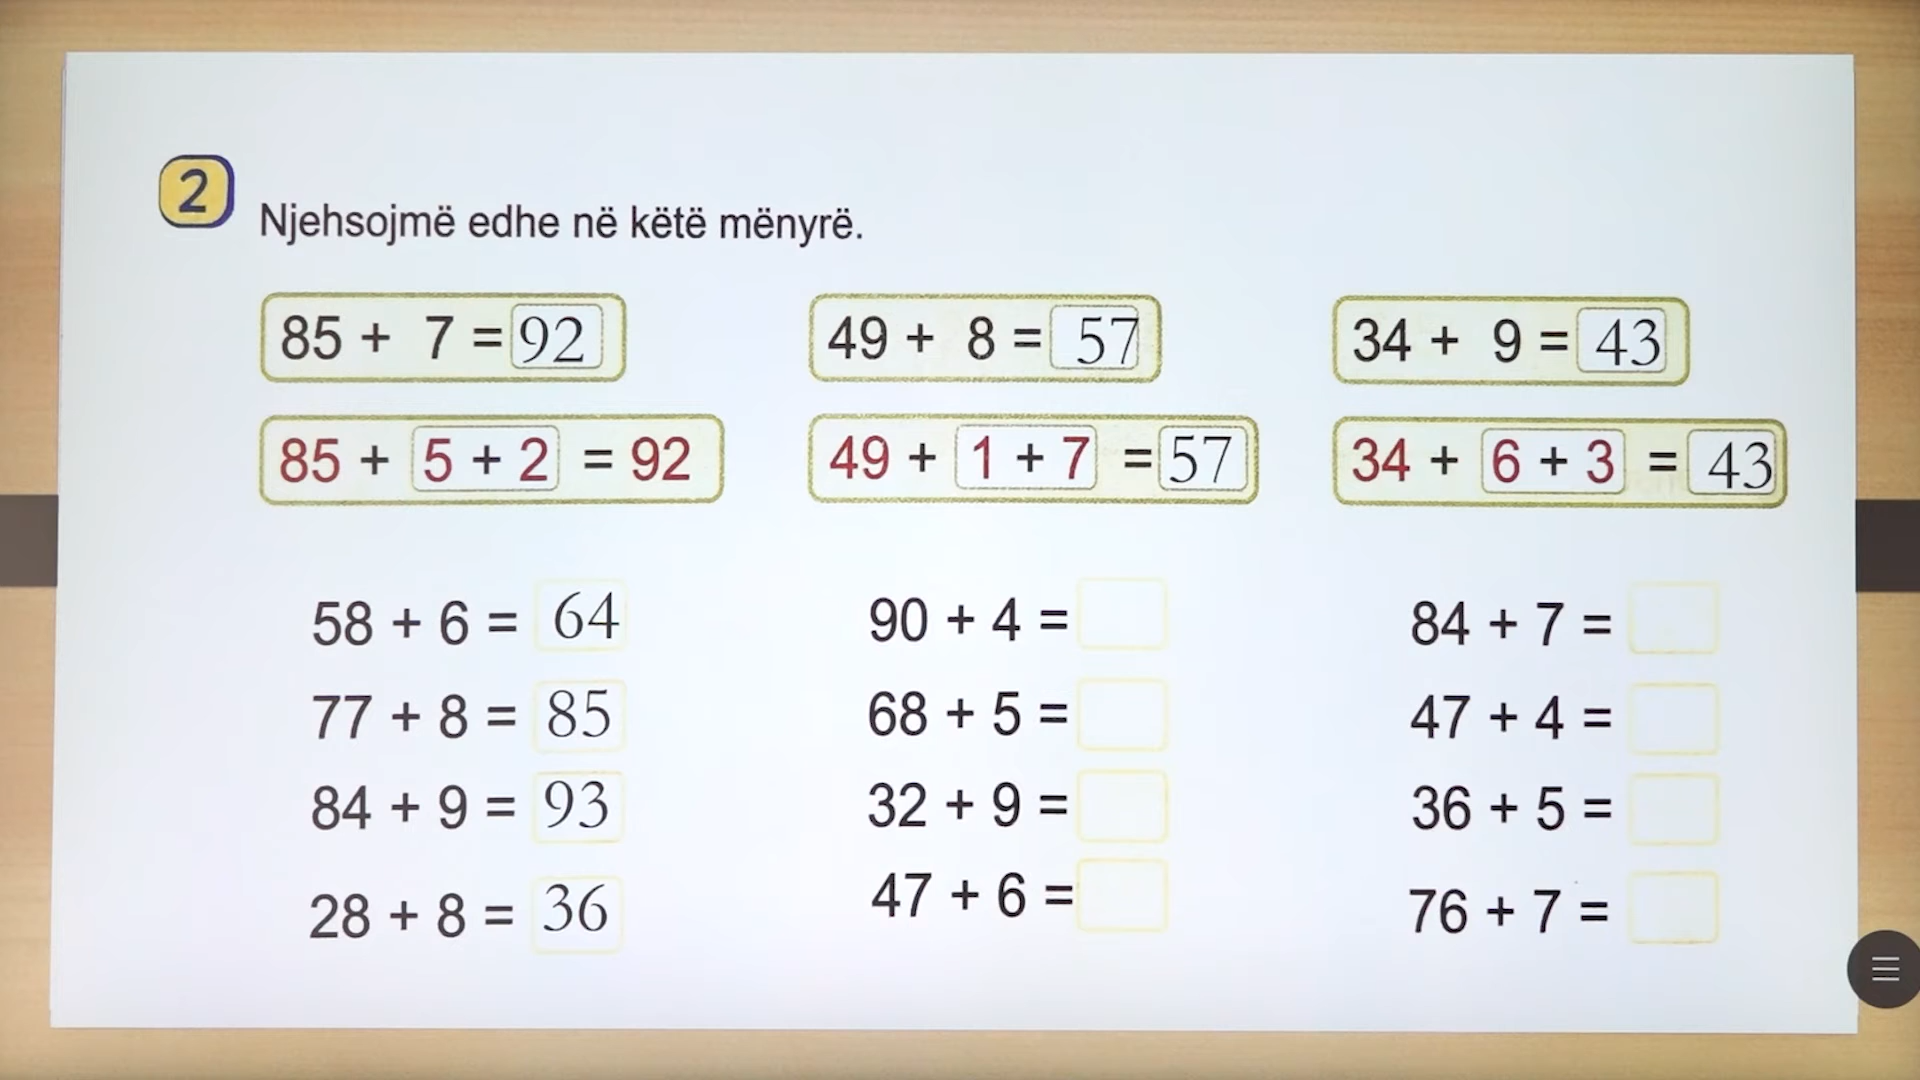 2
Njehsojmë edhe në këtë mënyrë.
85 + 7 = 92
49 + 8 = 57
34 + 9 = 43
85 + 5 + 2 = 92
49 + 1 + 7 = 57
34 + 6 + 3 = 43
58 + 6 = 64
90 + 4 =
84 + 7 =
77 + 8 = 85
68 + 5 =
47 + 4 =
84 + 9 = 93
32 + 9 =
36 + 5 =
28 + 8 = 36
47 + 6 =
76 + 7 =